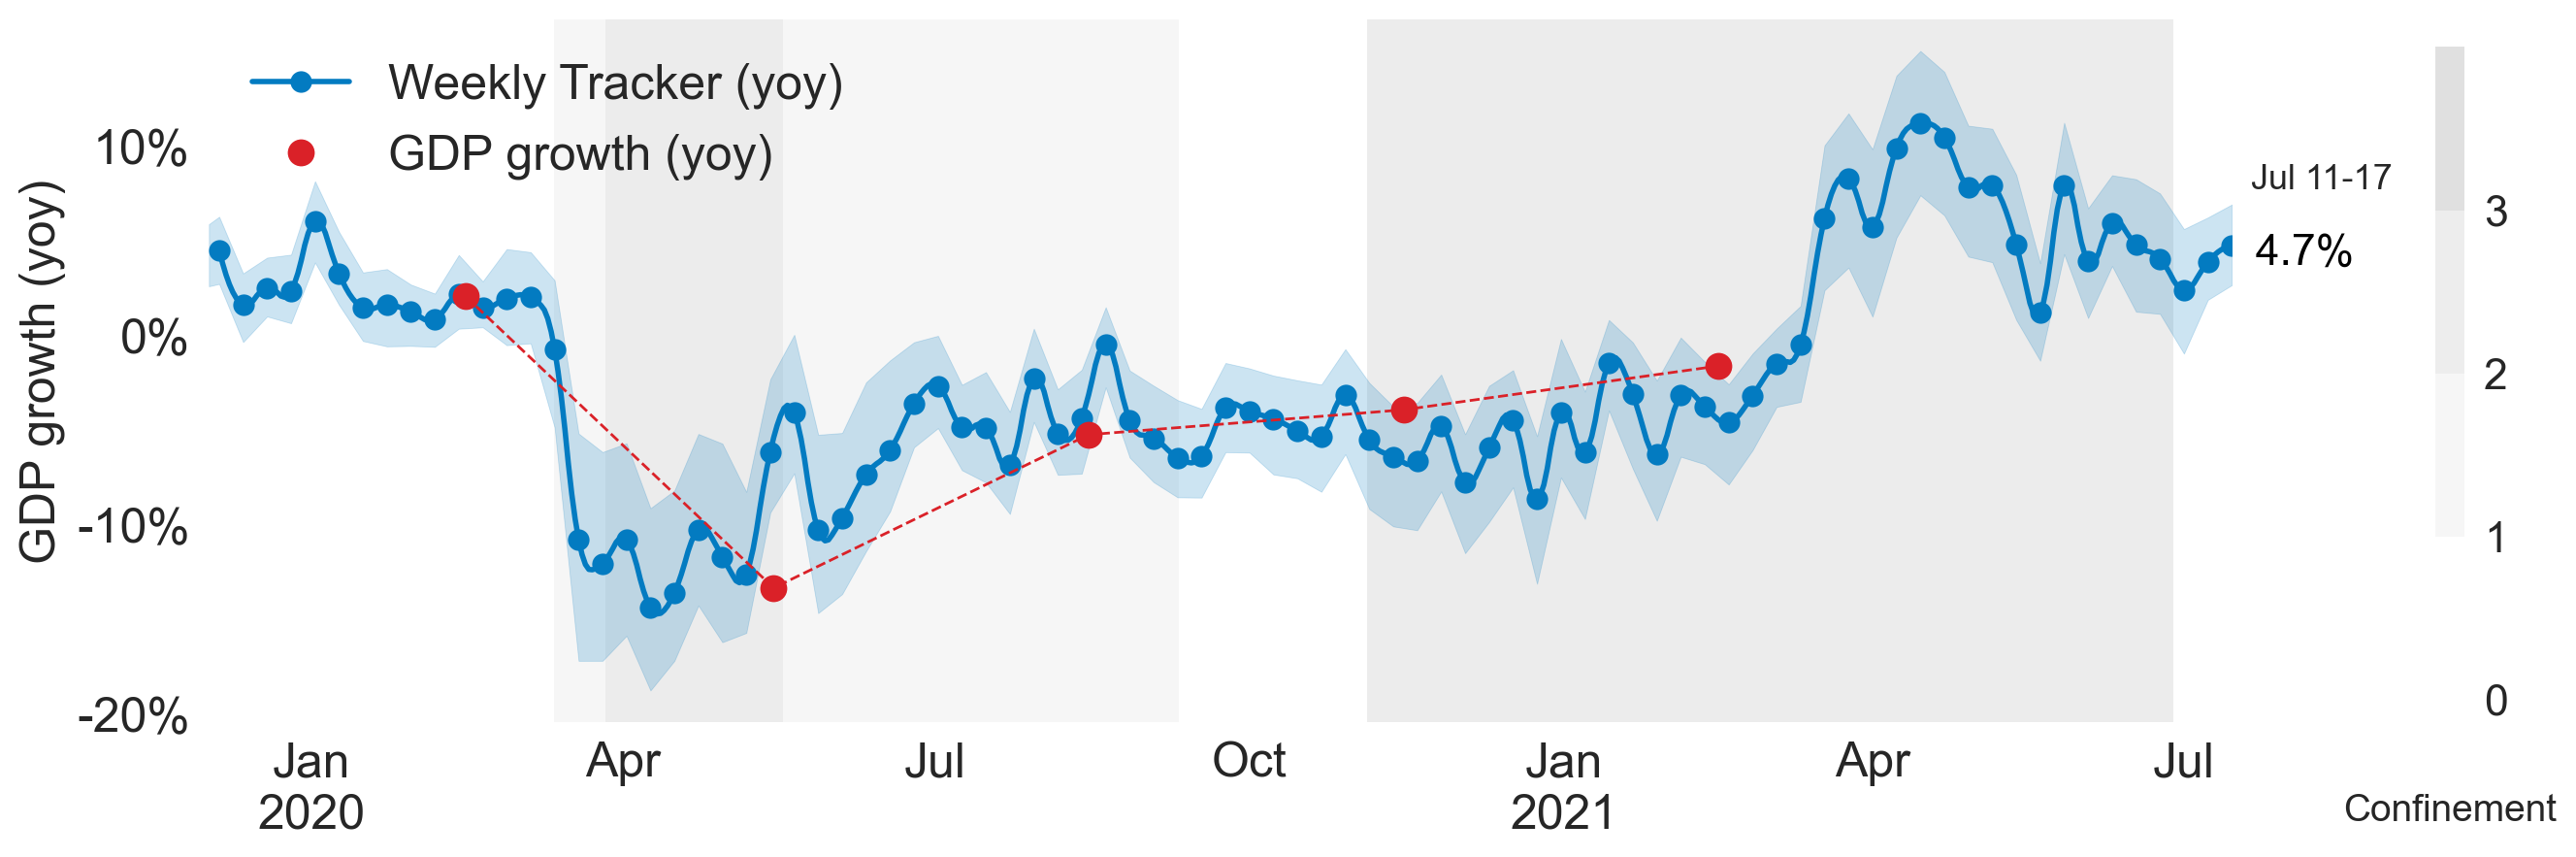 Weekly Tracker (yoy)
GDP growth (yoy)
GDP growth (yoy)
10%
0%
-10%
-20%
Jan
2020
Apr
Jul
Oct
Jan
2021
Apr
Jul
Jul 11-17
4.7%
3
2
1
0
Confinement